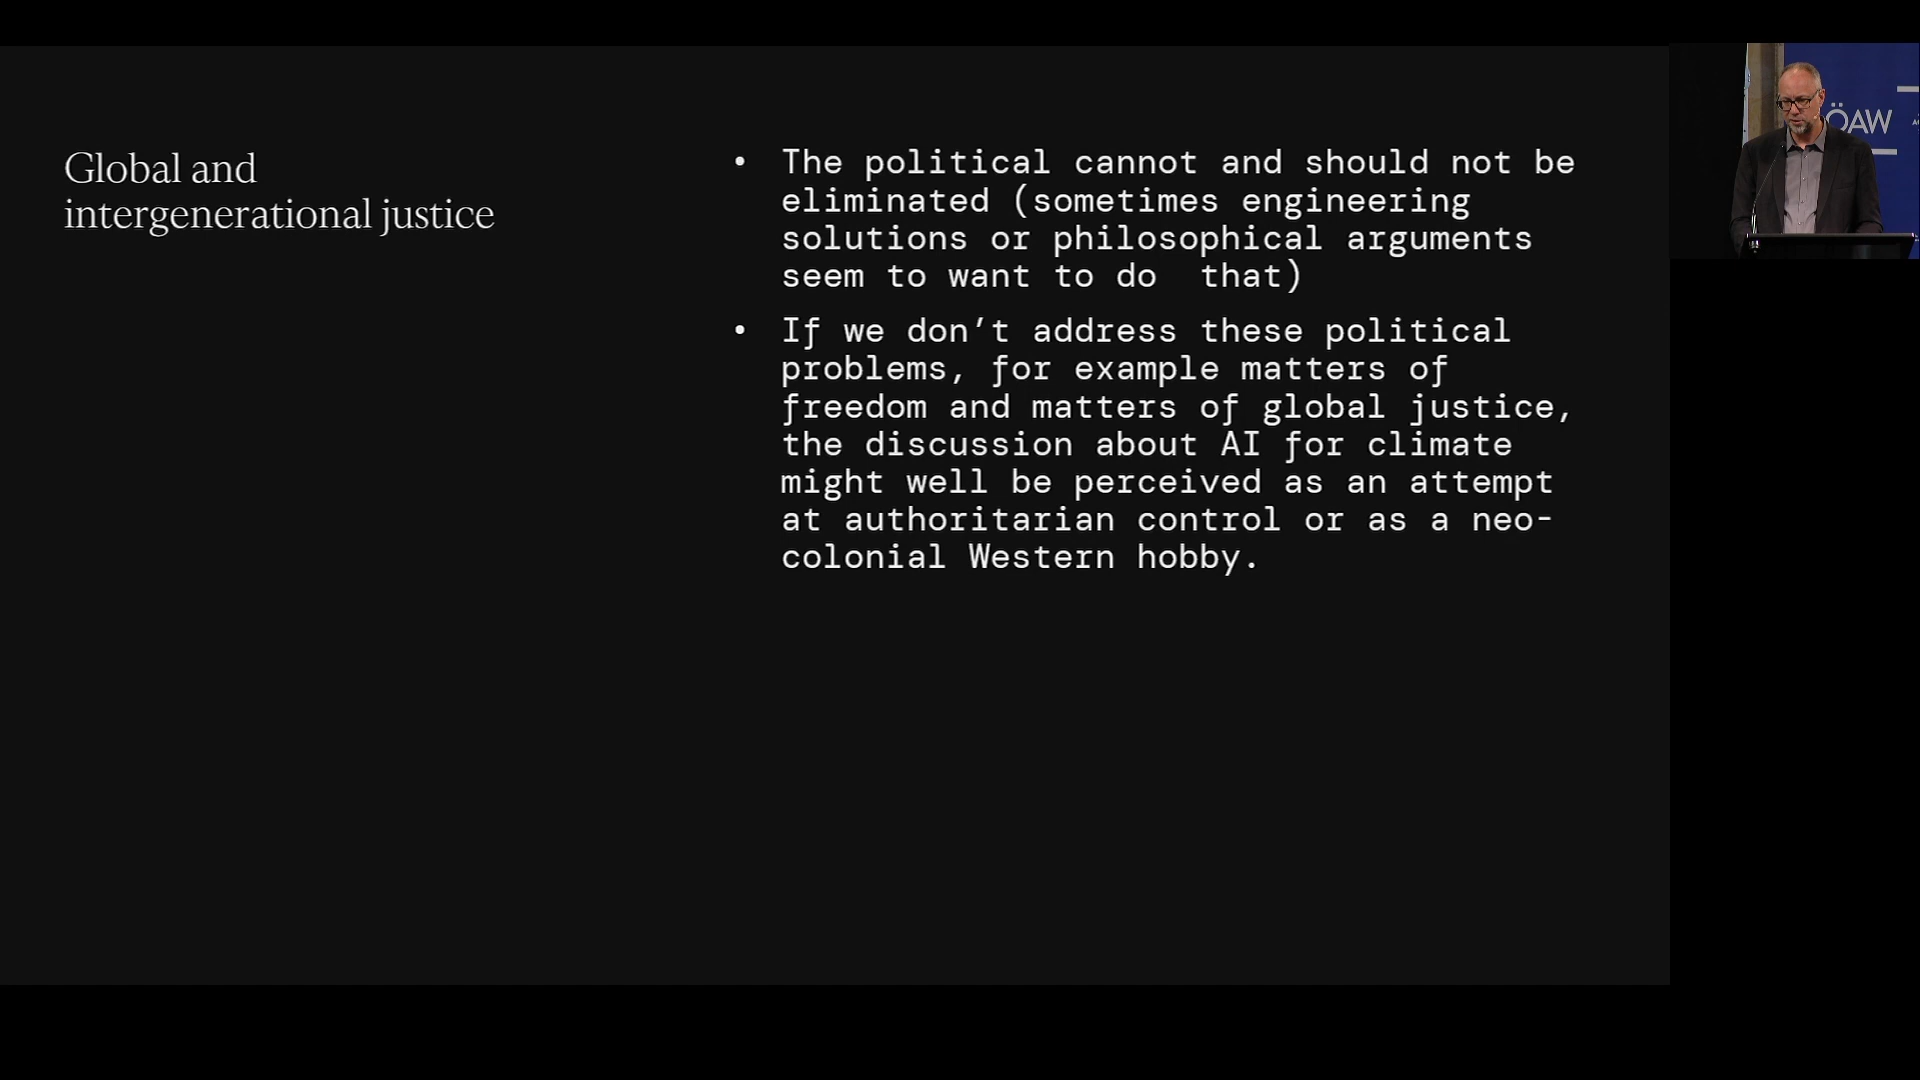 Global and
intergenerational justice
• The political cannot and should not be
eliminated (sometimes engineering
solutions or philosophical arguments
seem to want to do  that)
• If we don’t address these political
problems, for example matters of
freedom and matters of global justice,
the discussion about AI for climate
might well be perceived as an attempt
at authoritarian control or as a neo-
colonial Western hobby.
ÖAW